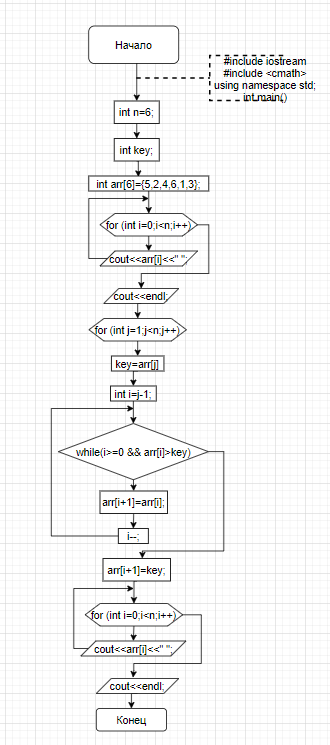 Начало
#include iostream
#include <cmath>
using namespace std;
int main()
int n=6;
int key;
int arr[6]={5,2,4,6,1,3};
for (int i=0;i<n;i++)
cout<<arr[i]<<" ";
cout<<endl;
for (int j=1;j<n;j++)
key=arr[j]
int i=j-1;
while(i>=0 && arr[i]>key)
arr[i+1]=arr[i];
i--;
arr[i+1]=key;
for (int i=0;i<n;i++)
cout<<arr[i]<<" ";
cout<<endl;
Конец